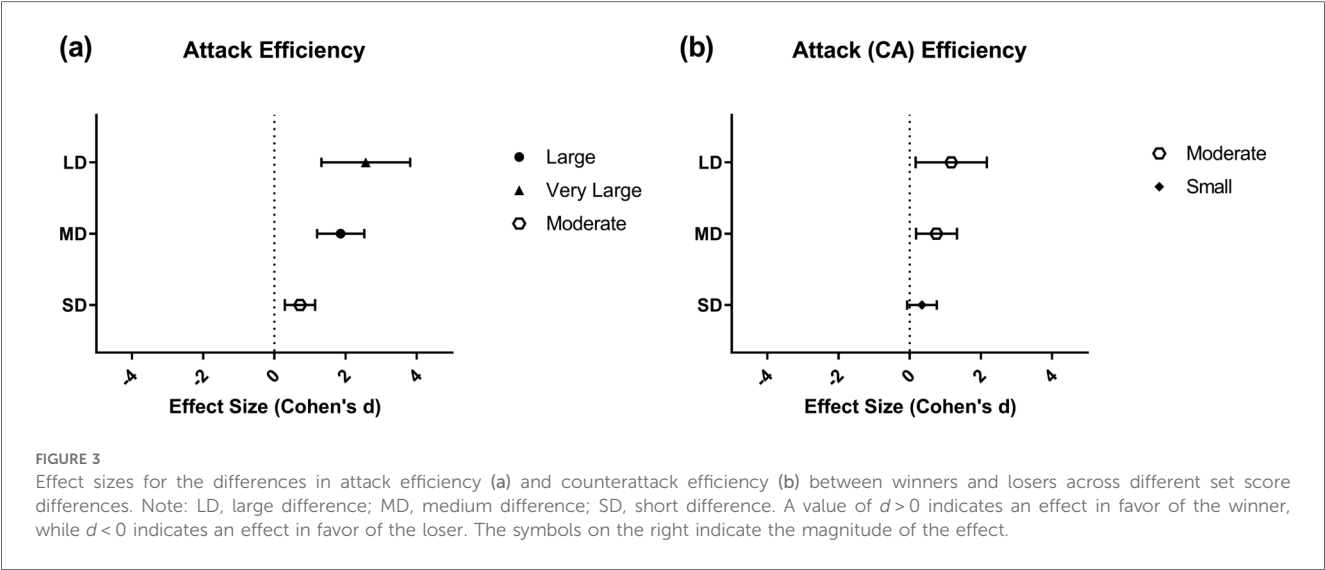 (a) Attack Efficiency
LD
MD
SD
-4 -2 0 2 4
Effect Size (Cohen's d)
Large
Very Large
Moderate
(b) Attack (CA) Efficiency
LD
MD
SD
-4 -2 0 2 4
Effect Size (Cohen's d)
Moderate
Small
FIGURE 3
Effect sizes for the differences in attack efficiency (a) and counterattack efficiency (b) between winners and losers across different set score
differences. Note: LD, large difference; MD, medium difference; SD, short difference. A value of d > 0 indicates an effect in favor of the winner,
while d < 0 indicates an effect in favor of the loser. The symbols on the right indicate the magnitude of the effect.